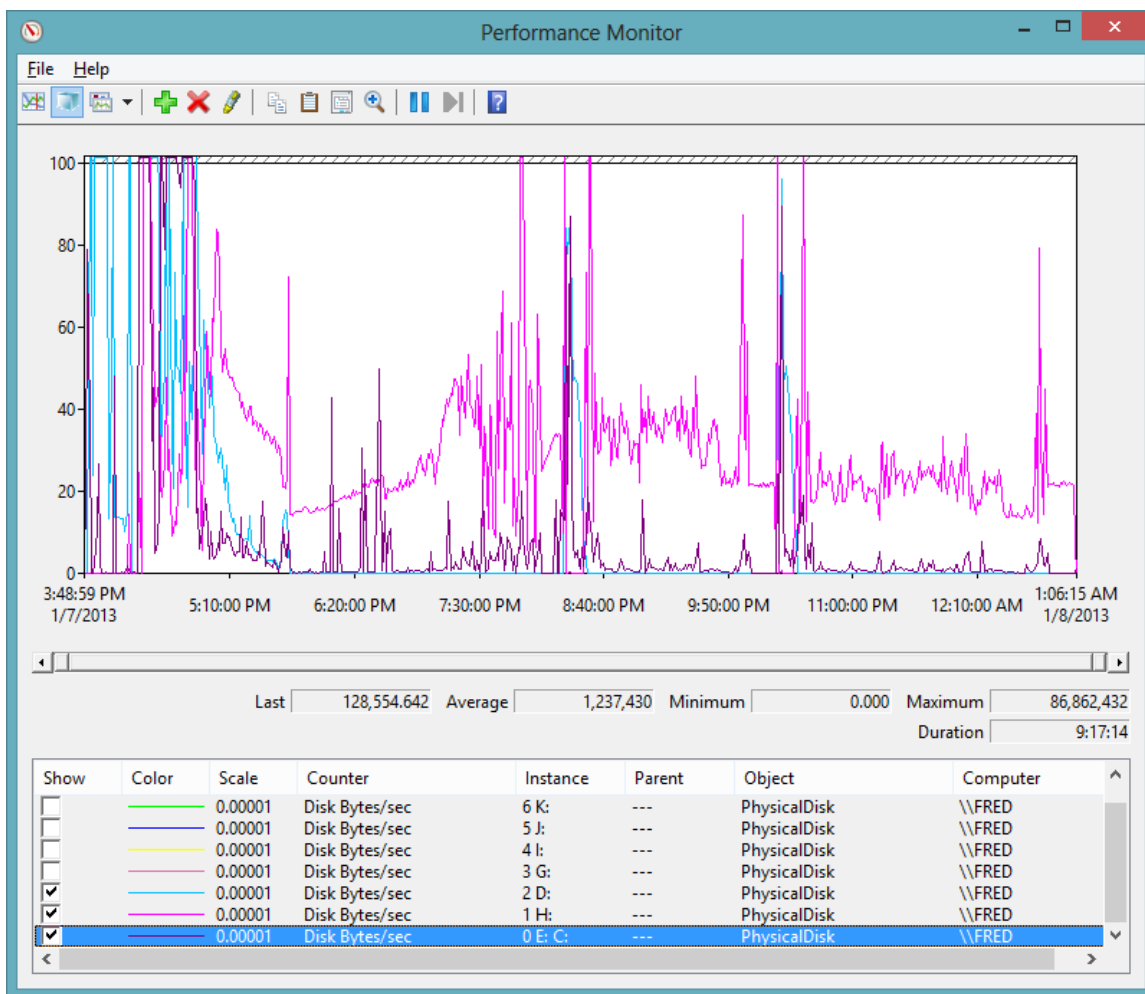 Performance Monitor
File Help
100
80
60
40
20
0
3:48:59 PM 5:10:00 PM 6:20:00 PM 7:30:00 PM 8:40:00 PM 9:50:00 PM 11:00:00 PM 12:10:00 AM 1:06:15 AM
1/7/2013 1/8/2013
Last 128,554.642 Average 1,237,430 Minimum 0.000 Maximum 86,862,432
Duration 9:17:14
Show Color Scale Counter Instance Parent Object Computer
0.00001 Disk Bytes/sec 6 K: --- PhysicalDisk \\FRED
0.00001 Disk Bytes/sec 5 J: --- PhysicalDisk \\FRED
0.00001 Disk Bytes/sec 4 I: --- PhysicalDisk \\FRED
0.00001 Disk Bytes/sec 3 G: --- PhysicalDisk \\FRED
0.00001 Disk Bytes/sec 2 D: --- PhysicalDisk \\FRED
0.00001 Disk Bytes/sec 1 H: --- PhysicalDisk \\FRED
0.00001 Disk Bytes/sec 0 E: C: --- PhysicalDisk \\FRED